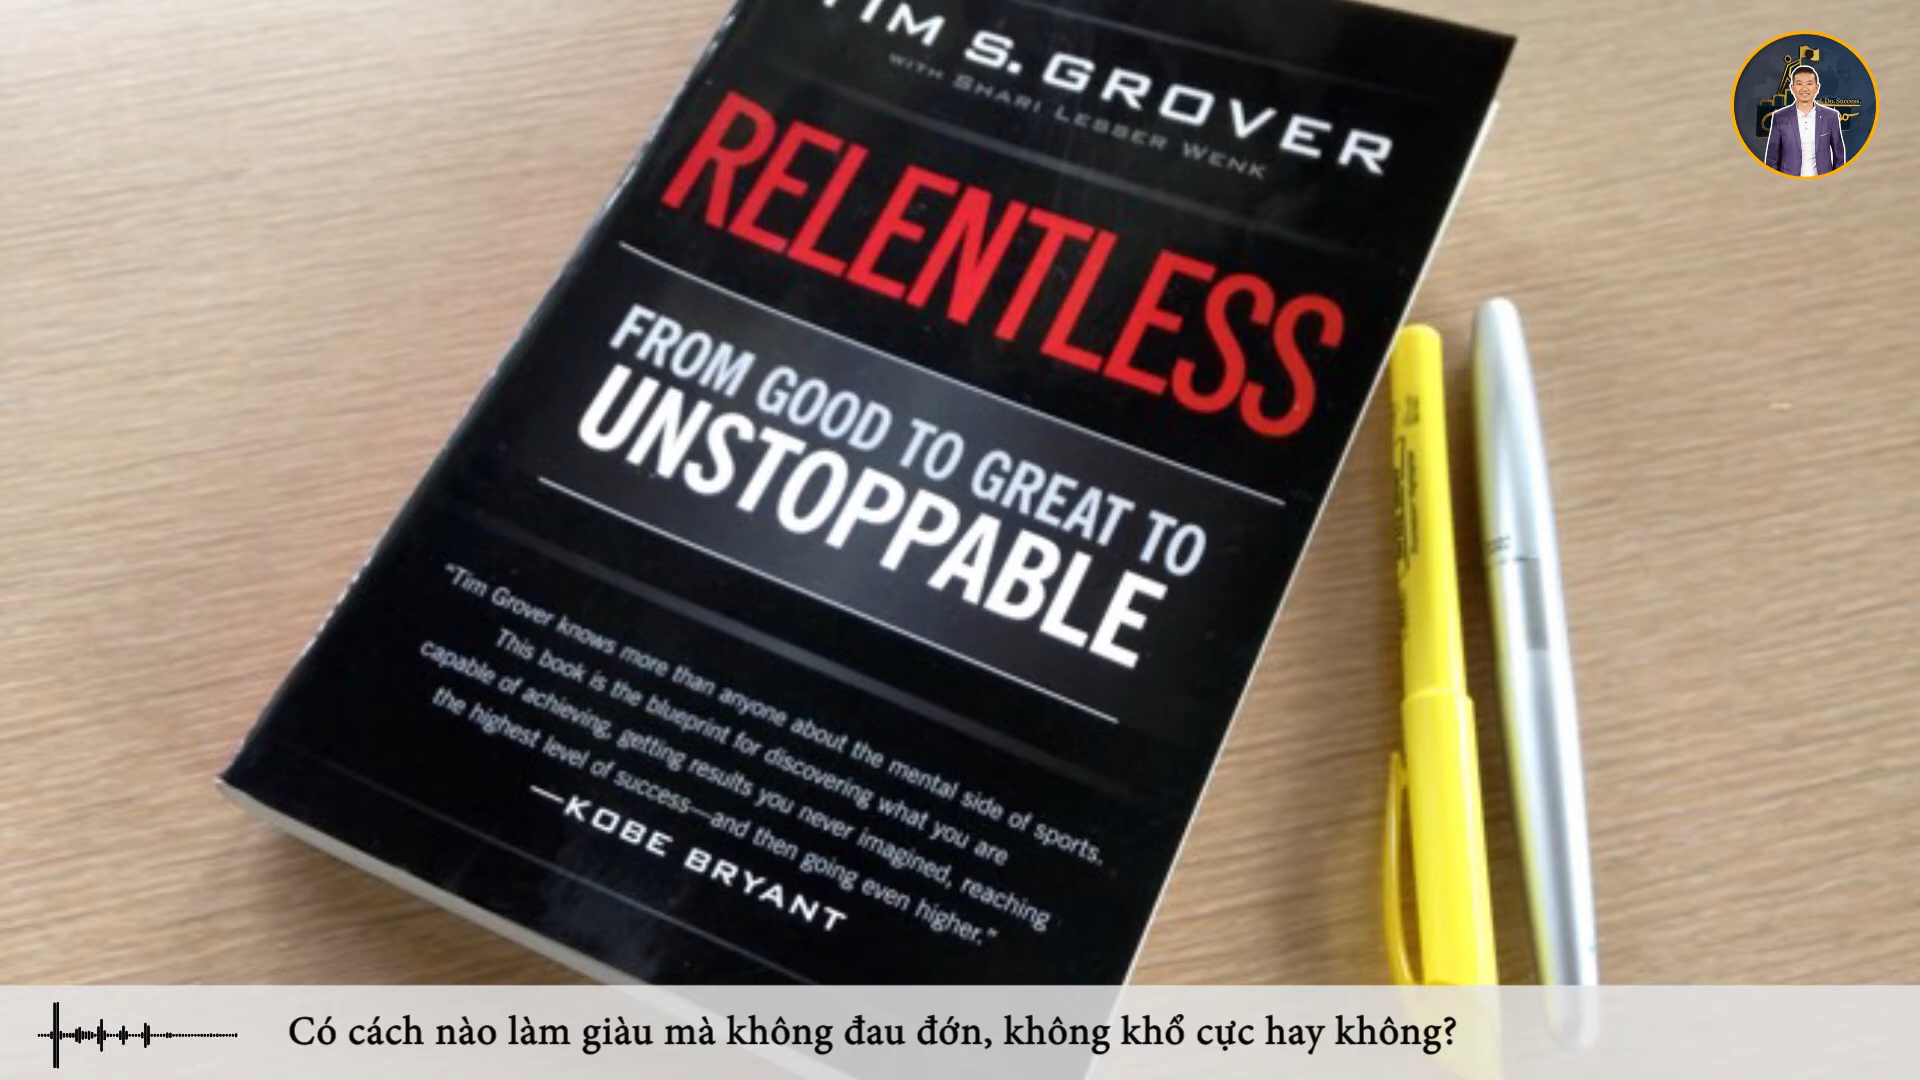 TIM S. GROVER
WITH SHARI LESSER WENK
RELENTLESS
FROM GOOD TO GREAT TO
UNSTOPPABLE
“Tim Grover knows more than anyone about the mental side of sports.
This book is the blueprint for discovering what you are
capable of achieving, getting results you never imagined, reaching
the highest level of success—and then going even higher.”
—KOBE BRYANT
Do. Success.
Có cách nào làm giàu mà không đau đớn, không khổ cực hay không?